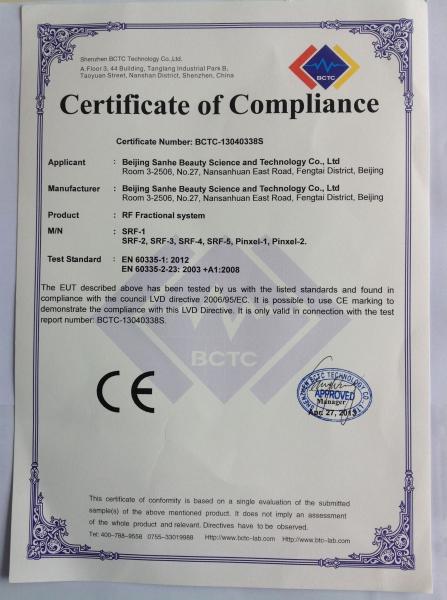 Shenzhen BCTC Technology Co.,Ltd.
A.Floor 3, 44 Building, Tanglang Industrial Park B,
Taoyuan Street, Nanshan District, Shenzhen, China
BCTC
Certificate of Compliance
Certificate Number: BCTC-13040338S
Applicant : Beijing Sanhe Beauty Science and Technology Co., Ltd
Room 3-2506, No.27, Nansanhuan East Road, Fengtai District, Beijing
Manufacturer : Beijing Sanhe Beauty Science and Technology Co., Ltd
Room 3-2506, No.27, Nansanhuan East Road, Fengtai District, Beijing
Product : RF Fractional system
M/N : SRF-1
SRF-2, SRF-3, SRF-4, SRF-5, Pinxel-1, Pinxel-2.
Test Standard : EN 60335-1: 2012
EN 60335-2-23: 2003 +A1:2008
The EUT described above has been tested by us with the listed standards and found in
compliance with the council LVD directive 2006/95/EC. It is possible to use CE marking to
demonstrate the compliance with this LVD Directive. It is only valid in connection with the test
report number: BCTC-13040338S.
BCTC
CE
SHENZHEN BCTC TECHNOLOGY CO., LTD
APPROVED
Manager
Apr 27, 2013
This certificate of conformity is based on a single evaluation of the submitted
sample(s) of the above mentioned product. It does not imply an assessment
of the whole product and relevant. Directives have to be observed.
Tel: 400-788-9558 0755-33019988 Http://www.bctc-lab.com Http://www.btc-lab.com